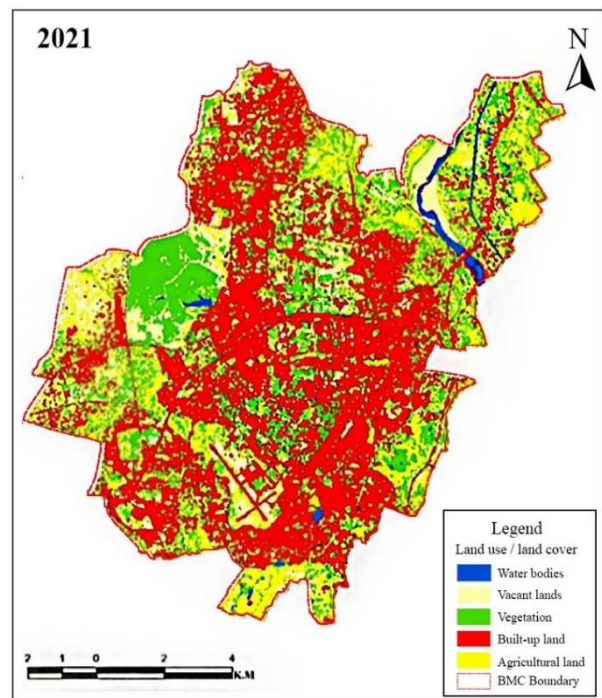 2021
N
Legend
Land use / land cover
Water bodies
Vacant lands
Vegetation
Built-up land
Agricultural land
BMC Boundary
2 1 0 2 4
K.M